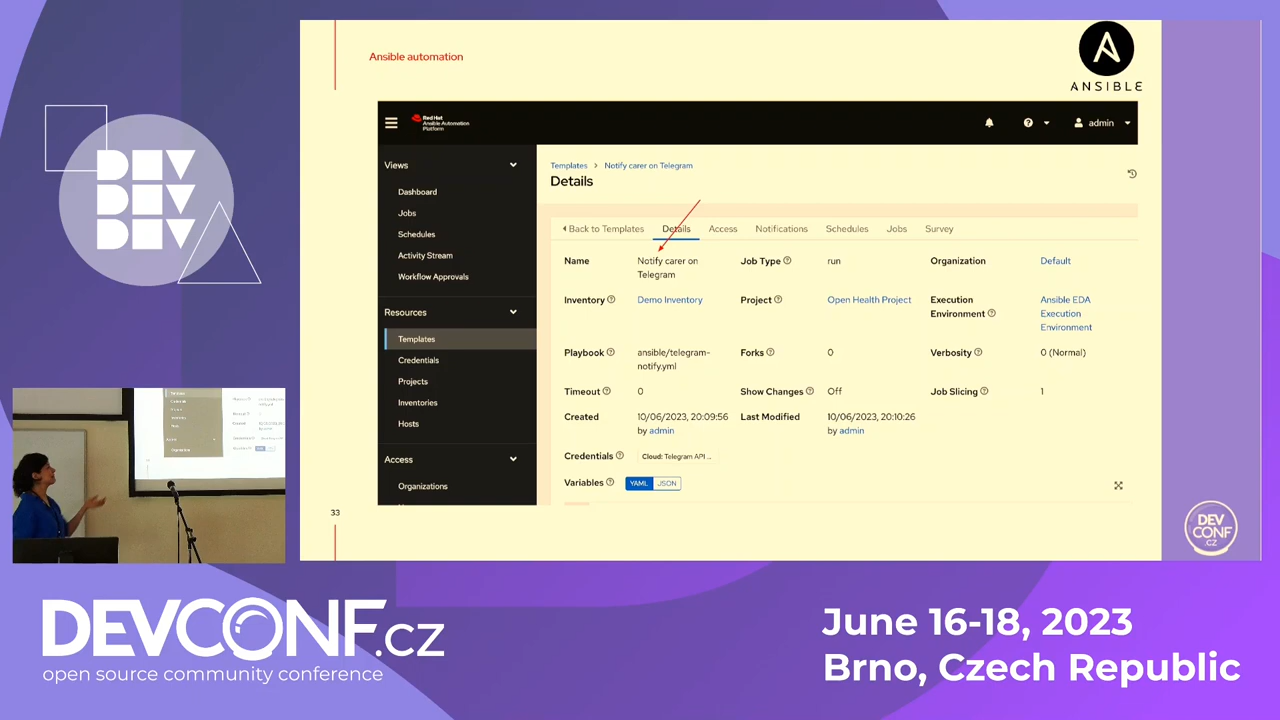 Ansible automation
ANSIBLE
Red Hat
Ansible Automation
Platform
admin
Views
Dashboard
Jobs
Schedules
Activity Stream
Workflow Approvals
Resources
Templates
Credentials
Projects
Inventories
Hosts
Access
Organizations
Templates > Notify carer on Telegram
Details
Back to Templates Details Access Notifications Schedules Jobs Survey
Name Notify carer on Telegram
Job Type run
Organization Default
Inventory Demo Inventory
Project Open Health Project
Execution Environment Ansible EDA Execution Environment
Playbook ansible/telegram-notify.yml
Forks 0
Verbosity 0 (Normal)
Timeout 0
Show Changes Off
Job Slicing 1
Created 10/06/2023, 20:09:56 by admin
Last Modified 10/06/2023, 20:10:26 by admin
Credentials Cloud: Telegram API ...
Variables YAML JSON
33
DEV
CONF
.CZ
DEV
DEV
DEV
DEVCONF.cz
open source community conference
June 16-18, 2023
Brno, Czech Republic